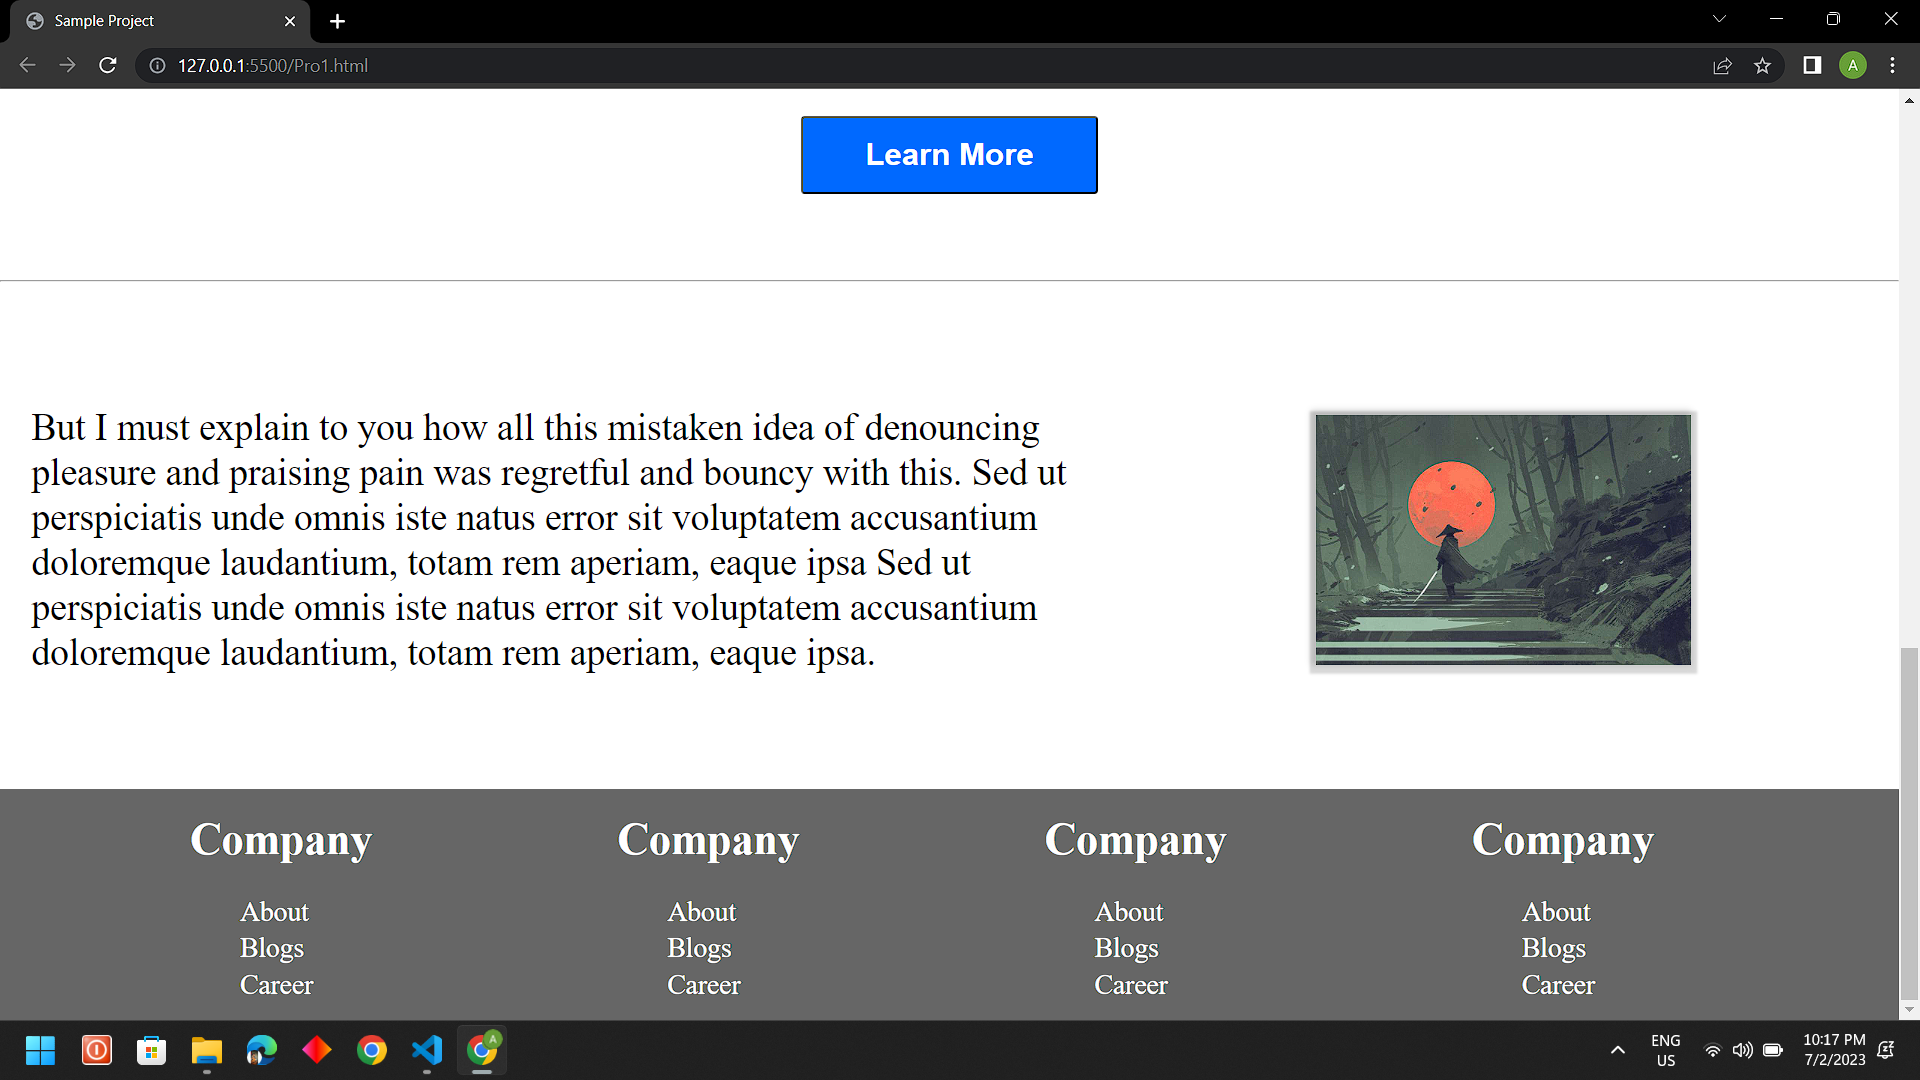 Sample Project
127.0.0.1:5500/Pro1.html
A
Learn More
But I must explain to you how all this mistaken idea of denouncing
pleasure and praising pain was regretful and bouncy with this. Sed ut
perspiciatis unde omnis iste natus error sit voluptatem accusantium
doloremque laudantium, totam rem aperiam, eaque ipsa Sed ut
perspiciatis unde omnis iste natus error sit voluptatem accusantium
doloremque laudantium, totam rem aperiam, eaque ipsa.
Company Company Company Company
About About About About
Blogs Blogs Blogs Blogs
Career Career Career Career
A
ENG 10:17 PM
US 7/2/2023